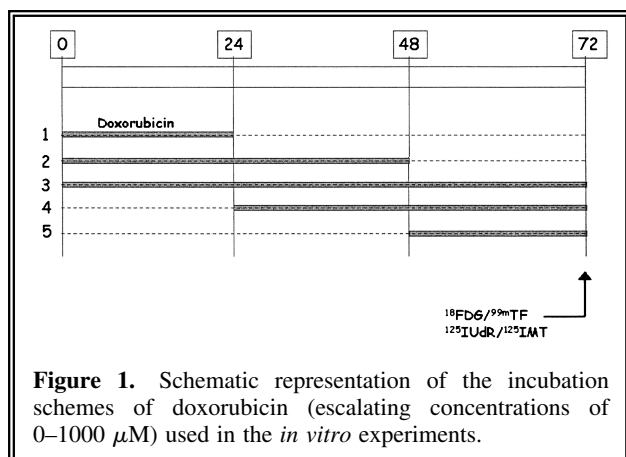 0 24 48 72
Doxorubicin
1
2
3
4
5
¹⁸FDG/⁹⁹ᵐTF
¹²⁵IUdR/¹²⁵IMT
Figure 1. Schematic representation of the incubation
schemes of doxorubicin (escalating concentrations of
0–1000 μM) used in the in vitro experiments.